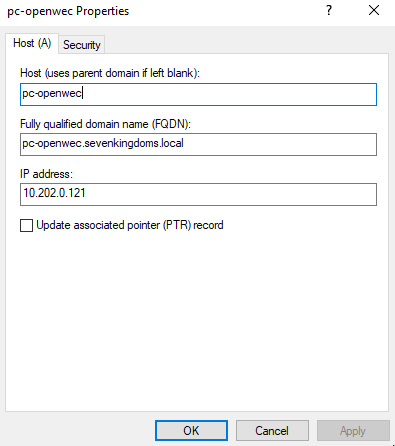 pc-openwec Properties
?
Host (A)
Security
Host (uses parent domain if left blank):
pc-openwec
Fully qualified domain name (FQDN):
pc-openwec.sevenkingdoms.local
IP address:
10.202.0.121
Update associated pointer (PTR) record
OK
Cancel
Apply